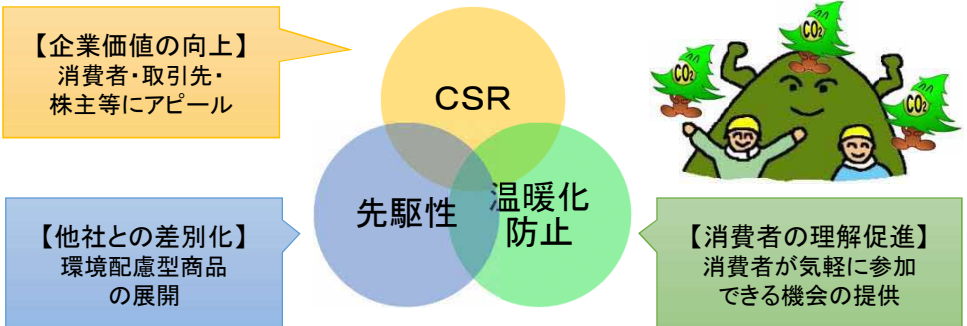 【企業価値の向上】
消費者・取引先・
株主等にアピール
CSR
CO2
CO2
CO2
先駆性
温暖化
防止
【他社との差別化】
環境配慮型商品
の展開
【消費者の理解促進】
消費者が気軽に参加
できる機会の提供